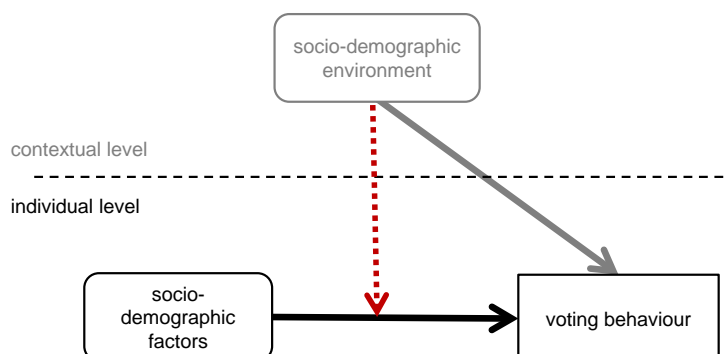 socio-demographic
environment
contextual level
individual level
socio-
demographic
factors
voting behaviour